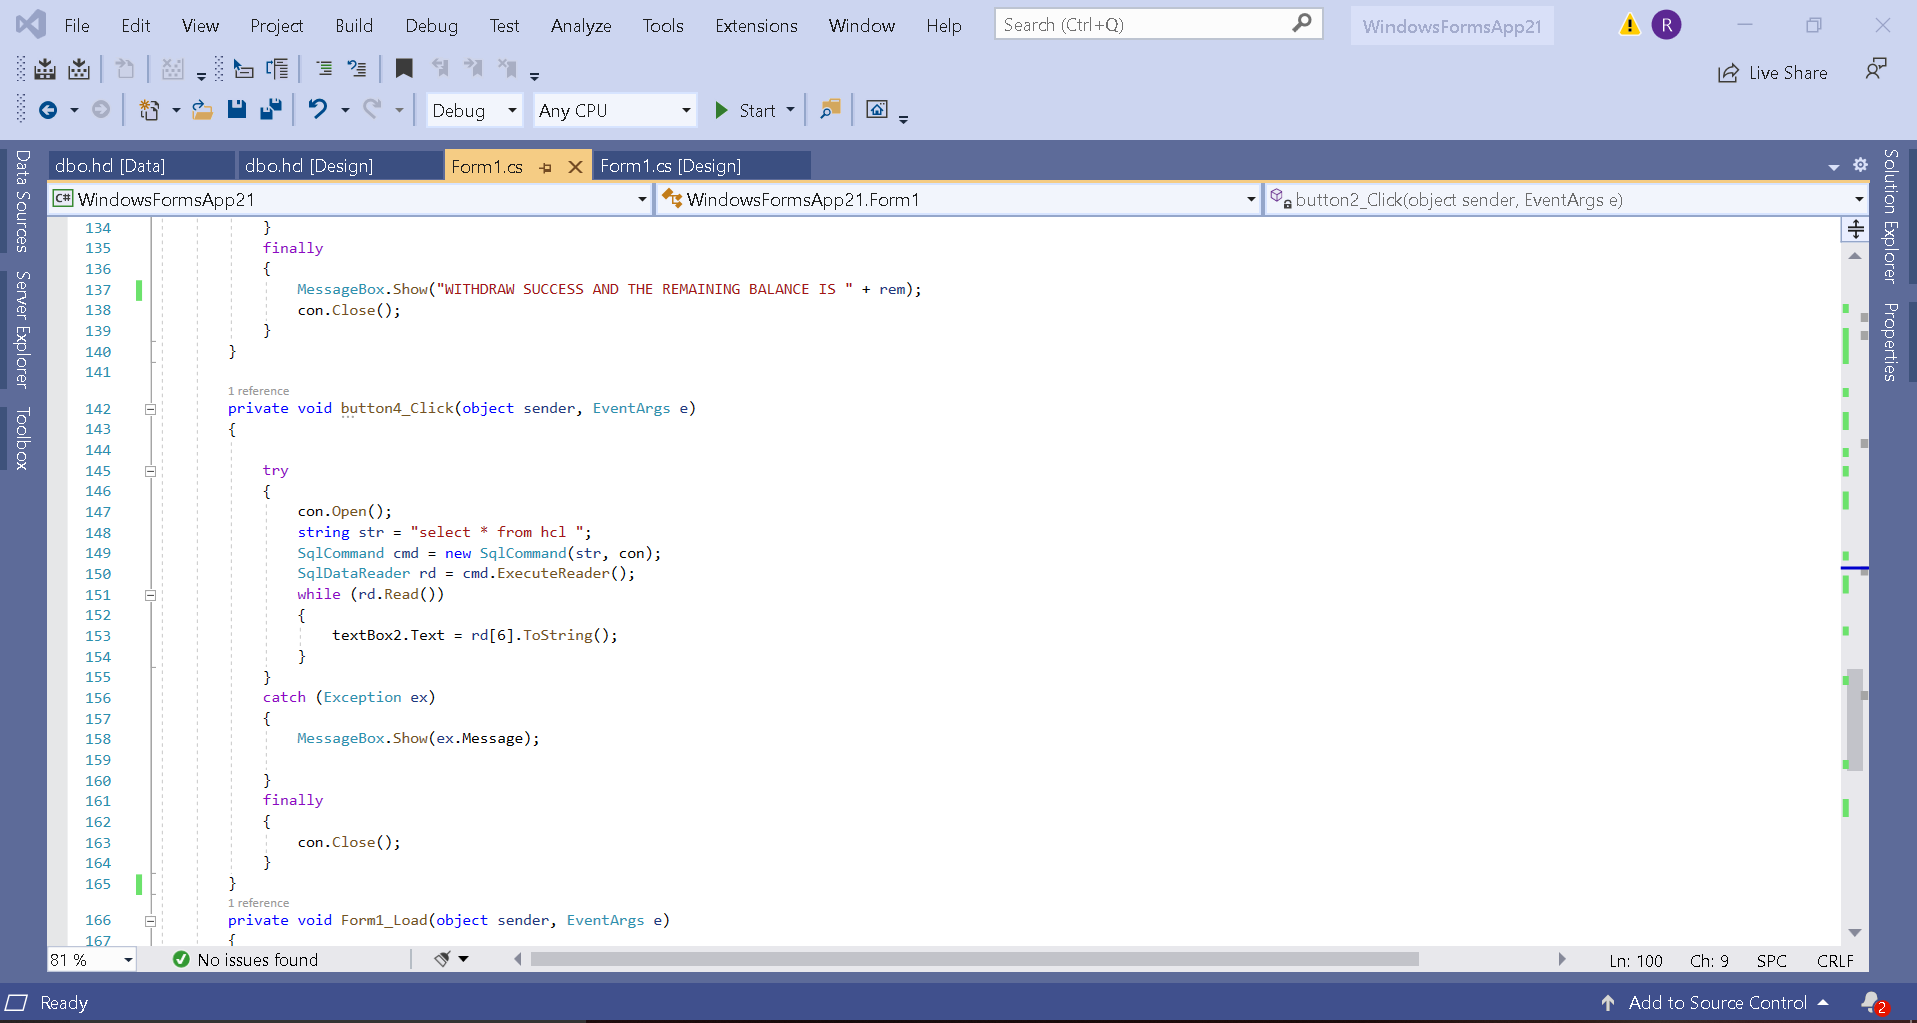 File Edit View Project Build Debug Test Analyze Tools Extensions Window Help Search (Ctrl+Q) WindowsFormsApp21 R
Live Share
Debug Any CPU Start
Data Sources
Server Explorer
Toolbox
dbo.hcl [Data] dbo.hcl [Design] Form1.cs Form1.cs [Design]
C# WindowsFormsApp21 WindowsFormsApp21.Form1 button2_Click(object sender, EventArgs e)
Solution Explorer
Properties
134 }
135 finally
136 {
137 MessageBox.Show("WITHDRAW SUCCESS AND THE REMAINING BALANCE IS " + rem);
138 con.Close();
139 }
140 }
141
1 reference
142 private void button4_Click(object sender, EventArgs e)
143 {
144
145 try
146 {
147 con.Open();
148 string str = "select * from hcl ";
149 SqlCommand cmd = new SqlCommand(str, con);
150 SqlDataReader rd = cmd.ExecuteReader();
151 while (rd.Read())
152 {
153 textBox2.Text = rd[6].ToString();
154 }
155 }
156 catch (Exception ex)
157 {
158 MessageBox.Show(ex.Message);
159
160 }
161 finally
162 {
163 con.Close();
164 }
165 }
1 reference
166 private void Form1_Load(object sender, EventArgs e)
167 {
81 % No issues found Ln: 100 Ch: 9 SPC CRLF
Ready Add to Source Control 2